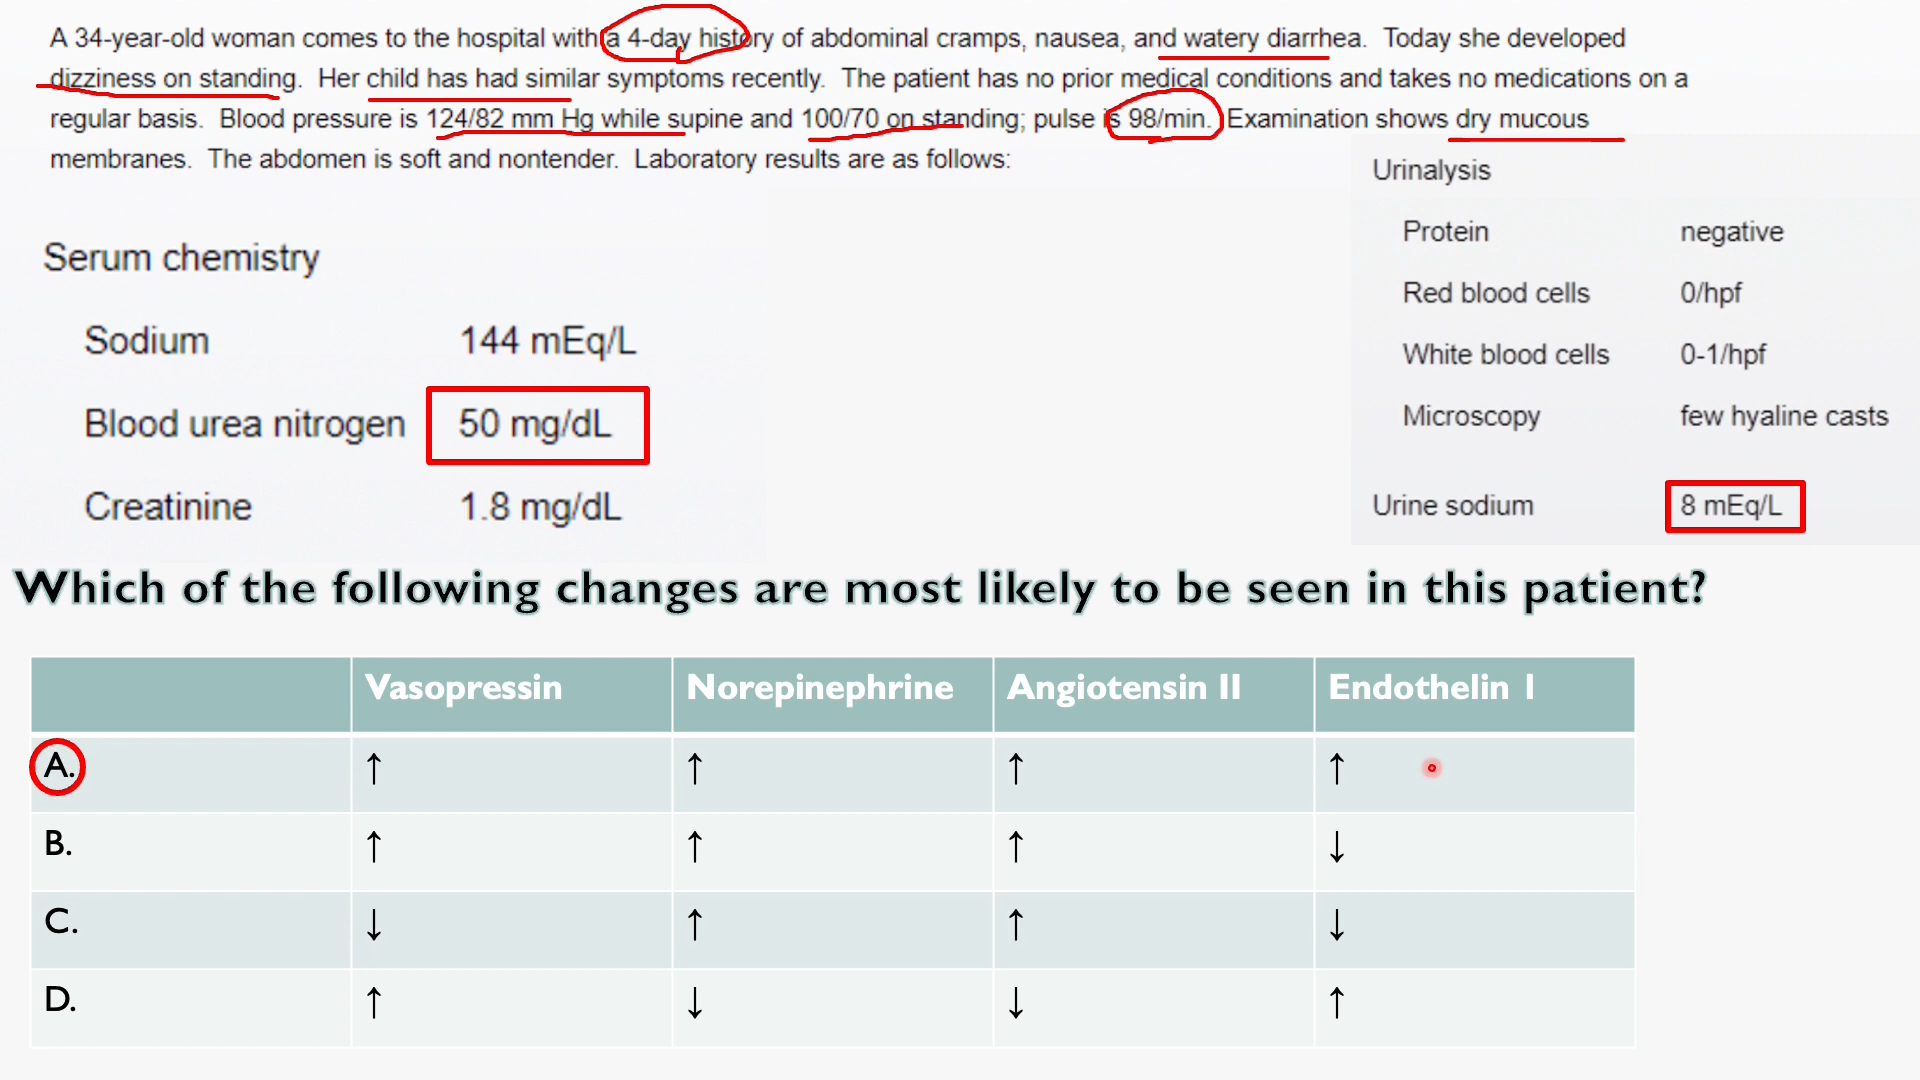 A 34-year-old woman comes to the hospital with a 4-day history of abdominal cramps, nausea, and watery diarrhea. Today she developed
dizziness on standing. Her child has had similar symptoms recently. The patient has no prior medical conditions and takes no medications on a
regular basis. Blood pressure is 124/82 mm Hg while supine and 100/70 on standing; pulse is 98/min. Examination shows dry mucous
membranes. The abdomen is soft and nontender. Laboratory results are as follows:
Serum chemistry
Sodium 144 mEq/L
Blood urea nitrogen 50 mg/dL
Creatinine 1.8 mg/dL
Urinalysis
Protein negative
Red blood cells 0/hpf
White blood cells 0-1/hpf
Microscopy few hyaline casts
Urine sodium 8 mEq/L
Which of the following changes are most likely to be seen in this patient?
Vasopressin Norepinephrine Angiotensin II Endothelin 1
A. ↑ ↑ ↑ ↑
B. ↑ ↑ ↑ ↓
C. ↓ ↑ ↑ ↓
D. ↑ ↓ ↓ ↑